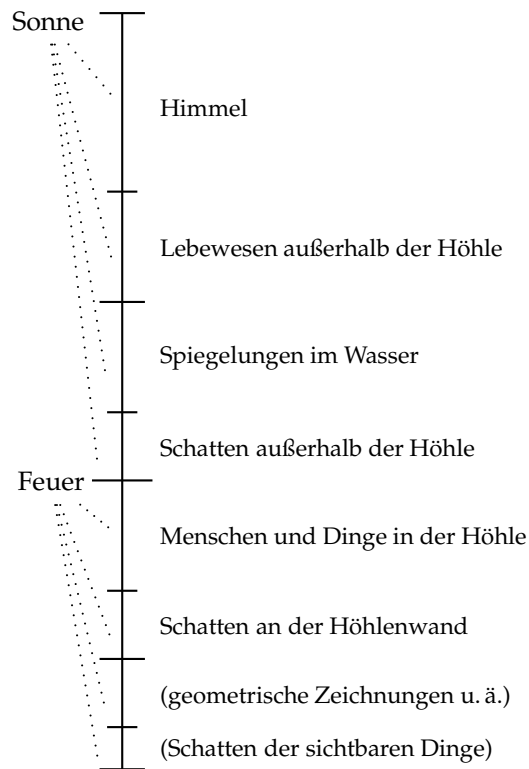 Sonne
Himmel
Lebewesen außerhalb der Höhle
Spiegelungen im Wasser
Schatten außerhalb der Höhle
Feuer
Menschen und Dinge in der Höhle
Schatten an der Höhlenwand
(geometrische Zeichnungen u. ä.)
(Schatten der sichtbaren Dinge)